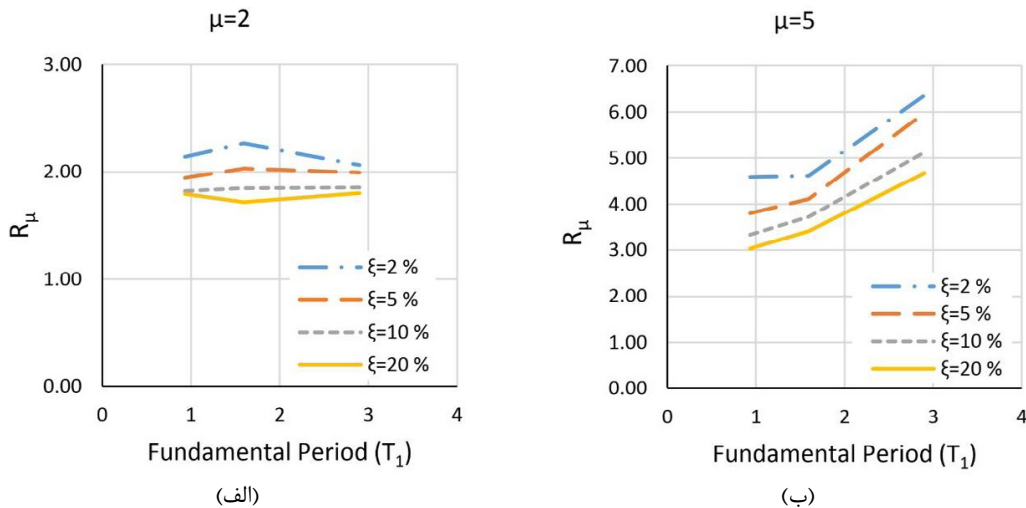 μ=2
3.00
2.00
1.00
0.00
R_μ
0 1 2 3 4
Fundamental Period (T₁)
ξ=2 %
ξ=5 %
ξ=10 %
ξ=20 %
(الف)
μ=5
7.00
6.00
5.00
4.00
3.00
2.00
1.00
0.00
R_μ
0 1 2 3 4
Fundamental Period (T₁)
ξ=2 %
ξ=5 %
ξ=10 %
ξ=20 %
(ب)